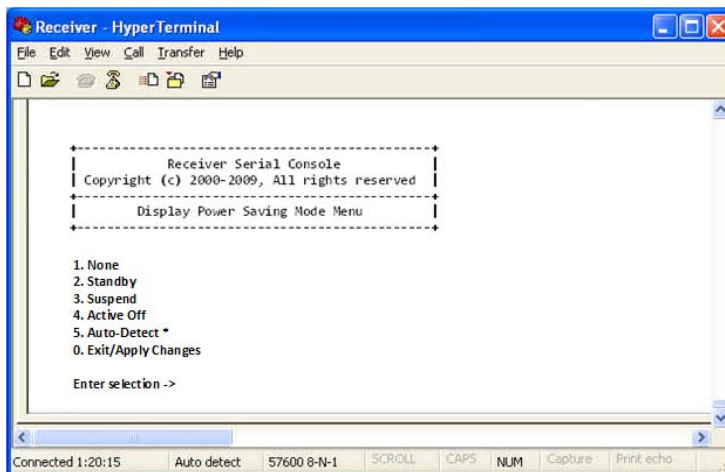 Receiver - HyperTerminal
File Edit View Call Transfer Help
Receiver Serial Console
Copyright (c) 2000-2009, All rights reserved
Display Power Saving Mode Menu
1. None
2. Standby
3. Suspend
4. Active Off
5. Auto-Detect *
0. Exit/Apply Changes
Enter selection ->
Connected 1:20:15 Auto detect 57600 8-N-1 SCROLL CAPS NUM Capture Print echo